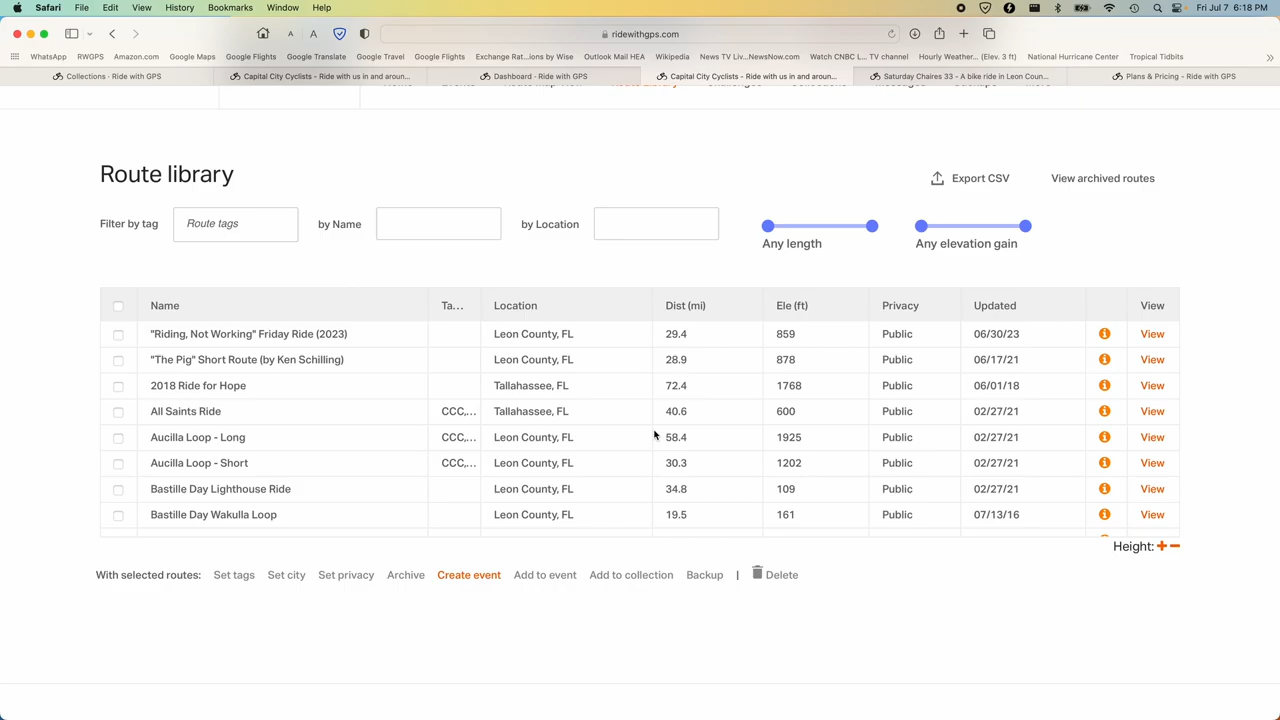 Safari File Edit View History Bookmarks Window Help Fri Jul 7 6:18 PM
A A ridewithgps.com
WhatsApp RWGPS Amazon.com Google Maps Google Flights Google Translate Google Travel Google Flights Exchange Rat...ions by Wise Outlook Mail HEA Wikipedia News TV Liv...NewsNow.com Watch CNBC L... TV channel Hourly Weather... (Elev. 3 ft) National Hurricane Center Tropical Tidbits
Collections - Ride with GPS Capital City Cyclists - Ride with us in and aroun... Dashboard - Ride with GPS Capital City Cyclists - Ride with us in and aroun... Saturday Chaires 33 - A bike ride in Leon Coun... Plans & Pricing - Ride with GPS
Route library
Export CSV View archived routes
Filter by tag Route tags by Name by Location
Any length Any elevation gain
Name Ta... Location Dist (mi) Ele (ft) Privacy Updated View
"Riding, Not Working" Friday Ride (2023) Leon County, FL 29.4 859 Public 06/30/23 View
"The Pig" Short Route (by Ken Schilling) Leon County, FL 28.9 878 Public 06/17/21 View
2018 Ride for Hope Tallahassee, FL 72.4 1768 Public 06/01/18 View
All Saints Ride CCC,... Tallahassee, FL 40.6 600 Public 02/27/21 View
Aucilla Loop - Long CCC,... Leon County, FL 58.4 1925 Public 02/27/21 View
Aucilla Loop - Short CCC,... Leon County, FL 30.3 1202 Public 02/27/21 View
Bastille Day Lighthouse Ride Leon County, FL 34.8 109 Public 02/27/21 View
Bastille Day Wakulla Loop Leon County, FL 19.5 161 Public 07/13/16 View
Height: + −
With selected routes: Set tags Set city Set privacy Archive Create event Add to event Add to collection Backup | Delete